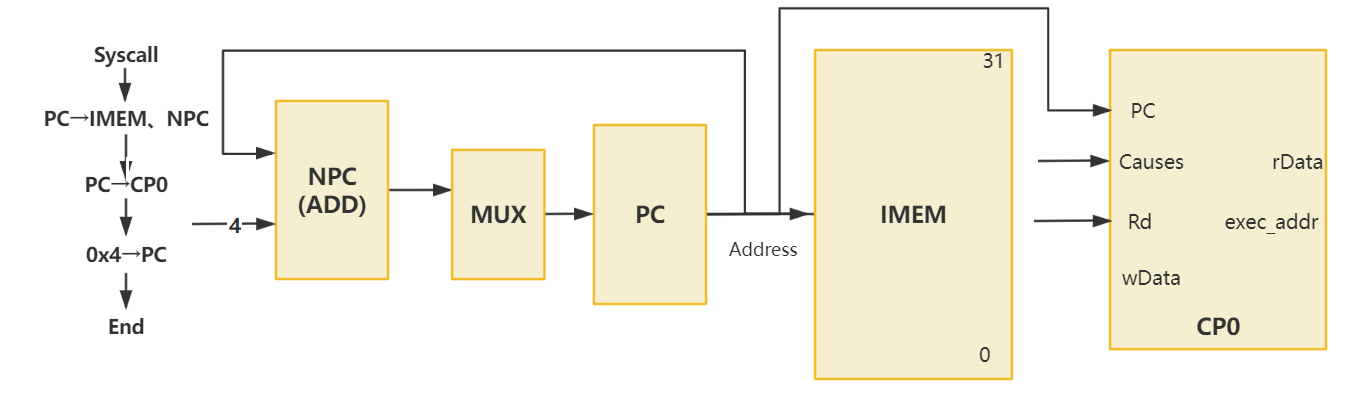 Syscall
PC→IMEM、NPC
PC→CP0
0x4→PC
End
4
NPC
(ADD)
MUX
PC
Address
31
IMEM
0
PC
Causes
rData
Rd
exec_addr
wData
CP0